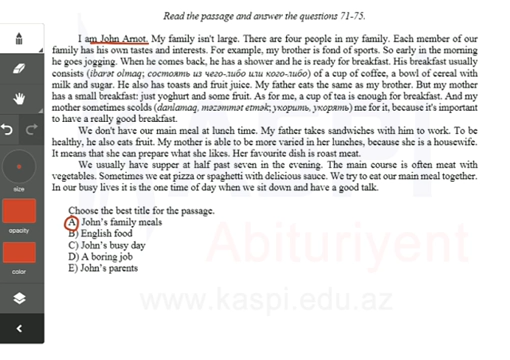 Read the passage and answer the questions 71-75.
I am John Arnot. My family isn't large. There are four people in my family. Each member of our
family has his own tastes and interests. For example, my brother is fond of sports. So early in the morning
he goes jogging. When he comes back, he has a shower and he is ready for breakfast. His breakfast usually
consists (ibarət olmaq; состоять из чего-либо или кого-либо) of a cup of coffee, a bowl of cereal with
milk and sugar. He also has toasts and fruit juice. My father eats the same as my brother. But my mother
has a small breakfast: just yoghurt and some fruit. As for me, a cup of tea is enough for breakfast. And my
mother sometimes scolds (danlamaq, məzəmmət etmək; укорить, укорять) me for it, because it's important
to have a really good breakfast.
We don't have our main meal at lunch time. My father takes sandwiches with him to work. To be
healthy, he also eats fruit. My mother is able to be more varied in her lunches, because she is a housewife.
It means that she can prepare what she likes. Her favourite dish is roast meat.
We usually have supper at half past seven in the evening. The main course is often meat with
vegetables. Sometimes we eat pizza or spaghetti with delicious sauce. We try to eat our main meal together.
In our busy lives it is the one time of day when we sit down and have a good talk.
Choose the best title for the passage.
A) John's family meals
B) English food
C) John's busy day
D) A boring job
E) John's parents
size
opacity
color
Abituriyent
www.kaspi.edu.az